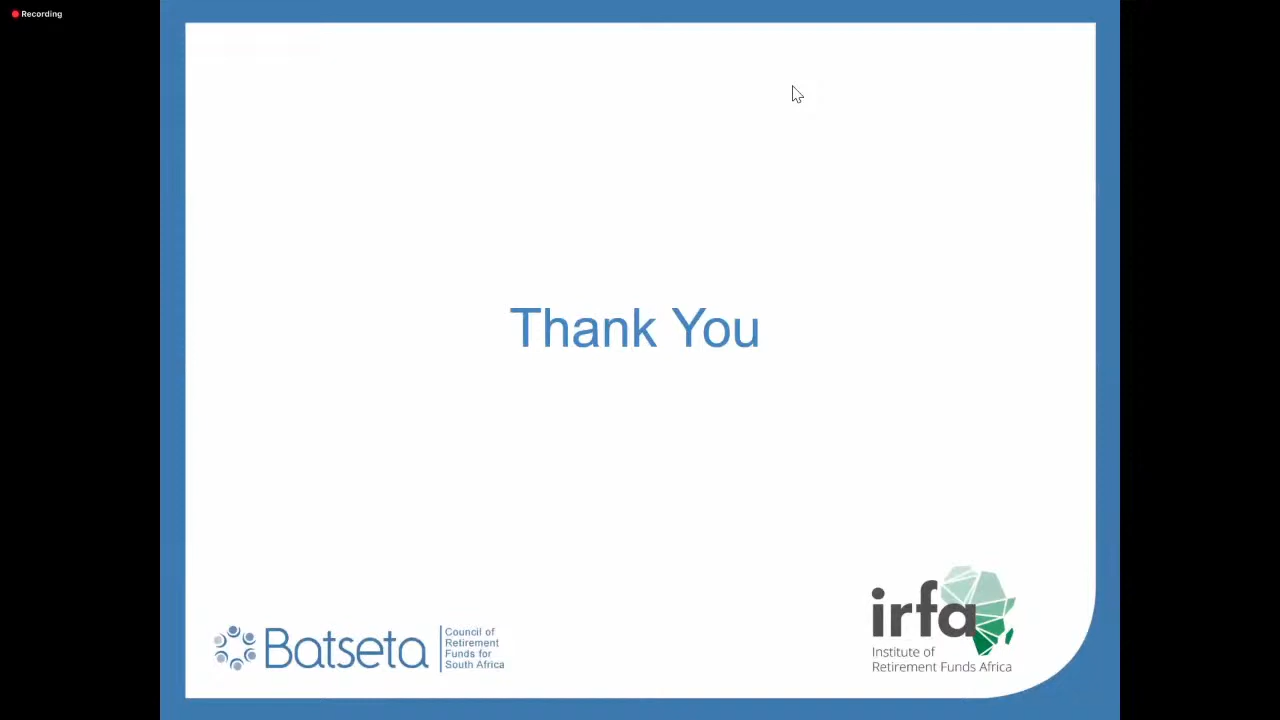 Recording
Thank You
Batseta
Council of
Retirement
Funds for
South Africa
irfa
Institute of
Retirement Funds Africa